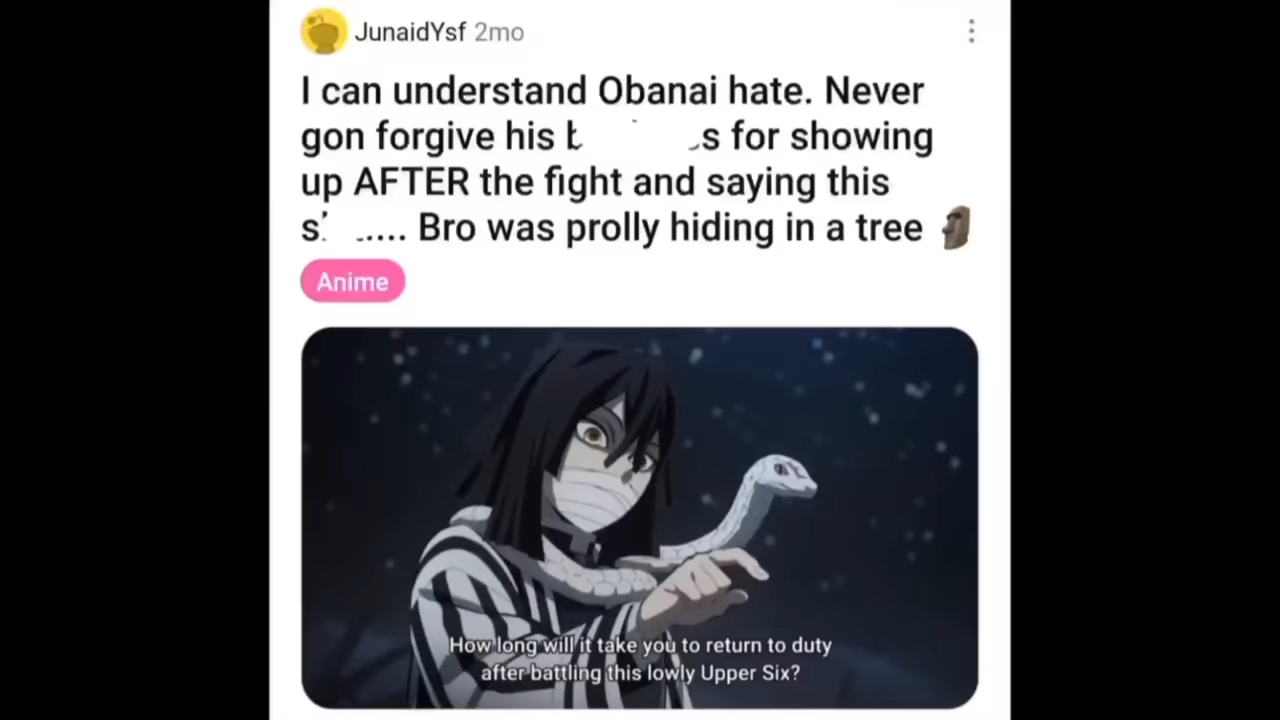 JunaidYsf 2mo
I can understand Obanai hate. Never
gon forgive his for showing
up AFTER the fight and saying this
..... Bro was prolly hiding in a tree 🗿
Anime
How long will it take you to return to duty
after battling this lowly Upper Six?